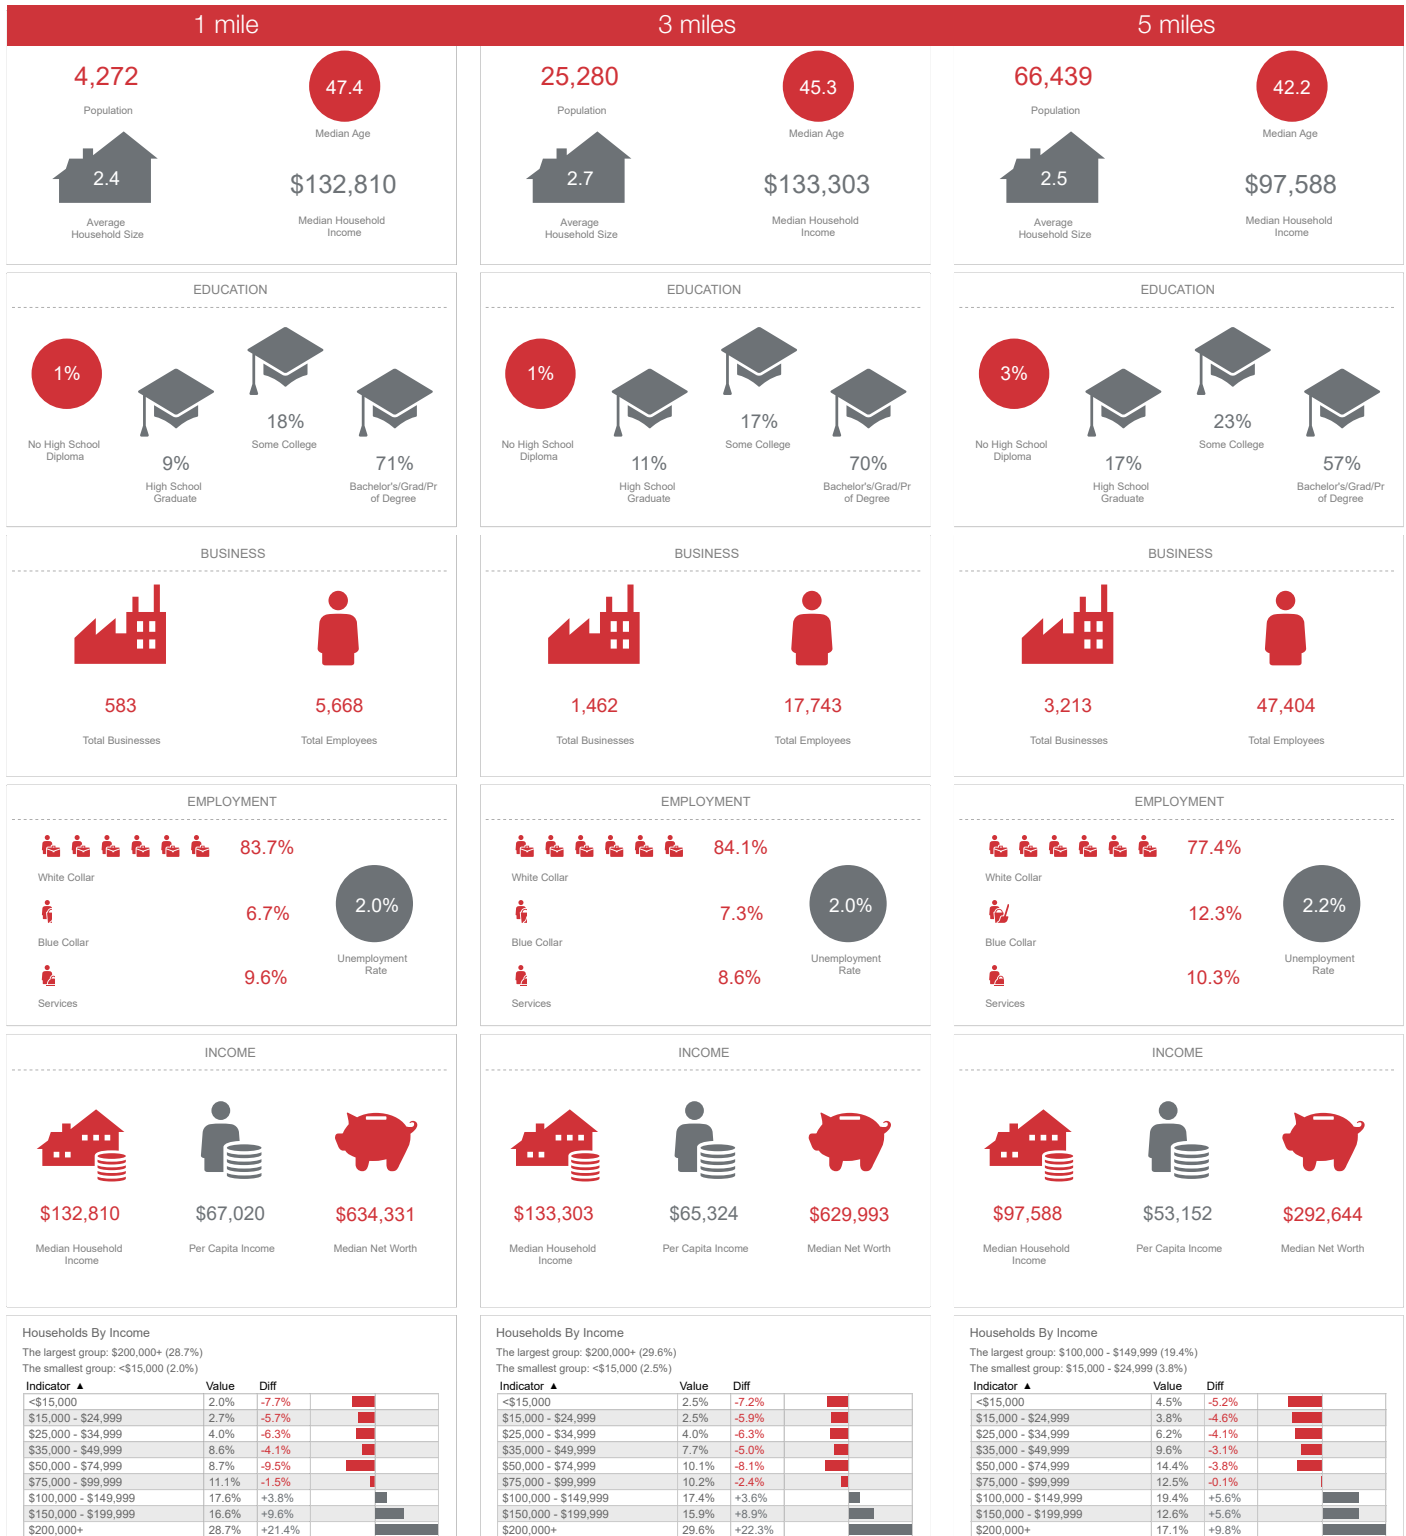 1 mile
4,272
Population
47.4
Median Age
2.4
Average
Household Size
$132,810
Median Household
Income
EDUCATION
1%
No High School
Diploma
9%
High School
Graduate
18%
Some College
71%
Bachelor's/Grad/Pr
of Degree
BUSINESS
583
Total Businesses
5,668
Total Employees
EMPLOYMENT
83.7%
White Collar
6.7%
Blue Collar
9.6%
Services
2.0%
Unemployment
Rate
INCOME
$132,810
Median Household
Income
$67,020
Per Capita Income
$634,331
Median Net Worth
Households By Income
The largest group: $200,000+ (28.7%)
The smallest group: <$15,000 (2.0%)
Indicator ▲ Value Diff
<$15,000 2.0% -7.7%
$15,000 - $24,999 2.7% -5.7%
$25,000 - $34,999 4.0% -6.3%
$35,000 - $49,999 8.6% -4.1%
$50,000 - $74,999 8.7% -9.5%
$75,000 - $99,999 11.1% -1.5%
$100,000 - $149,999 17.6% +3.8%
$150,000 - $199,999 16.6% +9.6%
$200,000+ 28.7% +21.4%
3 miles
25,280
Population
45.3
Median Age
2.7
Average
Household Size
$133,303
Median Household
Income
EDUCATION
1%
No High School
Diploma
11%
High School
Graduate
17%
Some College
70%
Bachelor's/Grad/Pr
of Degree
BUSINESS
1,462
Total Businesses
17,743
Total Employees
EMPLOYMENT
84.1%
White Collar
7.3%
Blue Collar
8.6%
Services
2.0%
Unemployment
Rate
INCOME
$133,303
Median Household
Income
$65,324
Per Capita Income
$629,993
Median Net Worth
Households By Income
The largest group: $200,000+ (29.6%)
The smallest group: <$15,000 (2.5%)
Indicator ▲ Value Diff
<$15,000 2.5% -7.2%
$15,000 - $24,999 2.5% -5.9%
$25,000 - $34,999 4.0% -6.3%
$35,000 - $49,999 7.7% -5.0%
$50,000 - $74,999 10.1% -8.1%
$75,000 - $99,999 10.2% -2.4%
$100,000 - $149,999 17.4% +3.6%
$150,000 - $199,999 15.9% +8.9%
$200,000+ 29.6% +22.3%
5 miles
66,439
Population
42.2
Median Age
2.5
Average
Household Size
$97,588
Median Household
Income
EDUCATION
3%
No High School
Diploma
17%
High School
Graduate
23%
Some College
57%
Bachelor's/Grad/Pr
of Degree
BUSINESS
3,213
Total Businesses
47,404
Total Employees
EMPLOYMENT
77.4%
White Collar
12.3%
Blue Collar
10.3%
Services
2.2%
Unemployment
Rate
INCOME
$97,588
Median Household
Income
$53,152
Per Capita Income
$292,644
Median Net Worth
Households By Income
The largest group: $100,000 - $149,999 (19.4%)
The smallest group: $15,000 - $24,999 (3.8%)
Indicator ▲ Value Diff
<$15,000 4.5% -5.2%
$15,000 - $24,999 3.8% -4.6%
$25,000 - $34,999 6.2% -4.1%
$35,000 - $49,999 9.6% -3.1%
$50,000 - $74,999 14.4% -3.8%
$75,000 - $99,999 12.5% -0.1%
$100,000 - $149,999 19.4% +5.6%
$150,000 - $199,999 12.6% +5.6%
$200,000+ 17.1% +9.8%